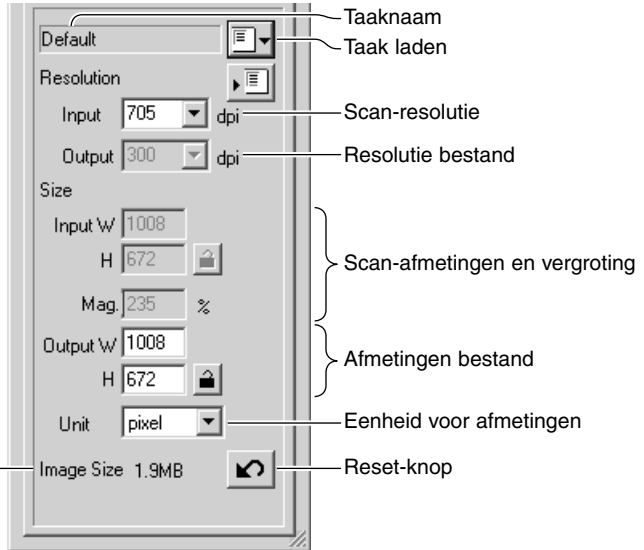 Taaknaam
Default
Taak laden
Resolution
Input 705 dpi
Scan-resolutie
Output 300 dpi
Resolutie bestand
Size
Input W 1008
H 672
Mag. 235 %
Scan-afmetingen en vergroting
Output W 1008
H 672
Afmetingen bestand
Unit pixel
Eenheid voor afmetingen
Image Size 1.9MB
Reset-knop